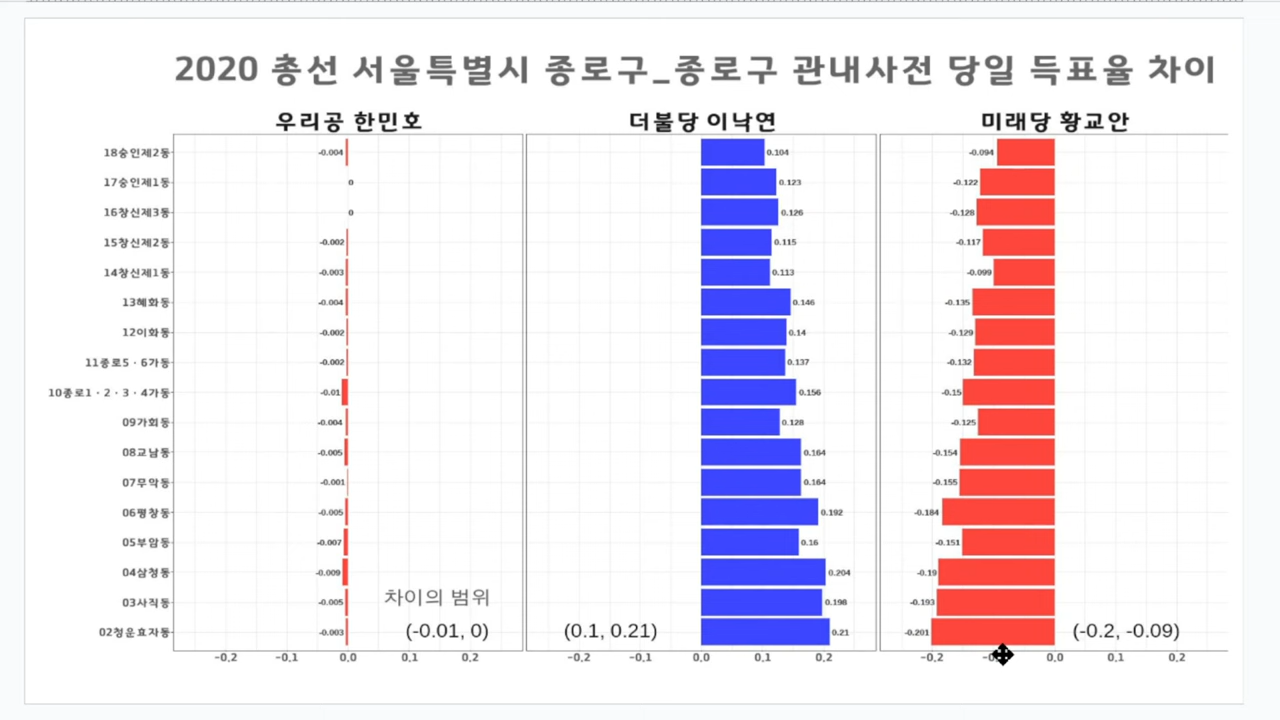 2020 총선 서울특별시 종로구_종로구 관내사전 당일 득표율 차이
우리공 한민호 더불당 이낙연 미래당 황교안
18숭인제2동 -0.004 0.104 -0.094
17숭인제1동 0 0.123 -0.122
16창신제3동 0 0.126 -0.128
15창신제2동 -0.002 0.115 -0.117
14창신제1동 -0.003 0.113 -0.099
13혜화동 -0.004 0.146 -0.135
12이화동 -0.002 0.14 -0.129
11종로5·6가동 -0.002 0.137 -0.132
10종로1·2·3·4가동 -0.01 0.156 -0.15
09가회동 -0.004 0.128 -0.125
08교남동 -0.005 0.164 -0.154
07무악동 -0.001 0.164 -0.155
06평창동 -0.005 0.192 -0.184
05부암동 -0.007 0.16 -0.151
04삼청동 -0.009 0.204 -0.19
03사직동 -0.005 차이의 범위 0.198 -0.193
02청운효자동 -0.003 (-0.01, 0) (0.1, 0.21) 0.21 -0.201 (-0.2, -0.09)
-0.2 -0.1 0.0 0.1 0.2 -0.2 -0.1 0.0 0.1 0.2 -0.2 0.0 0.1 0.2